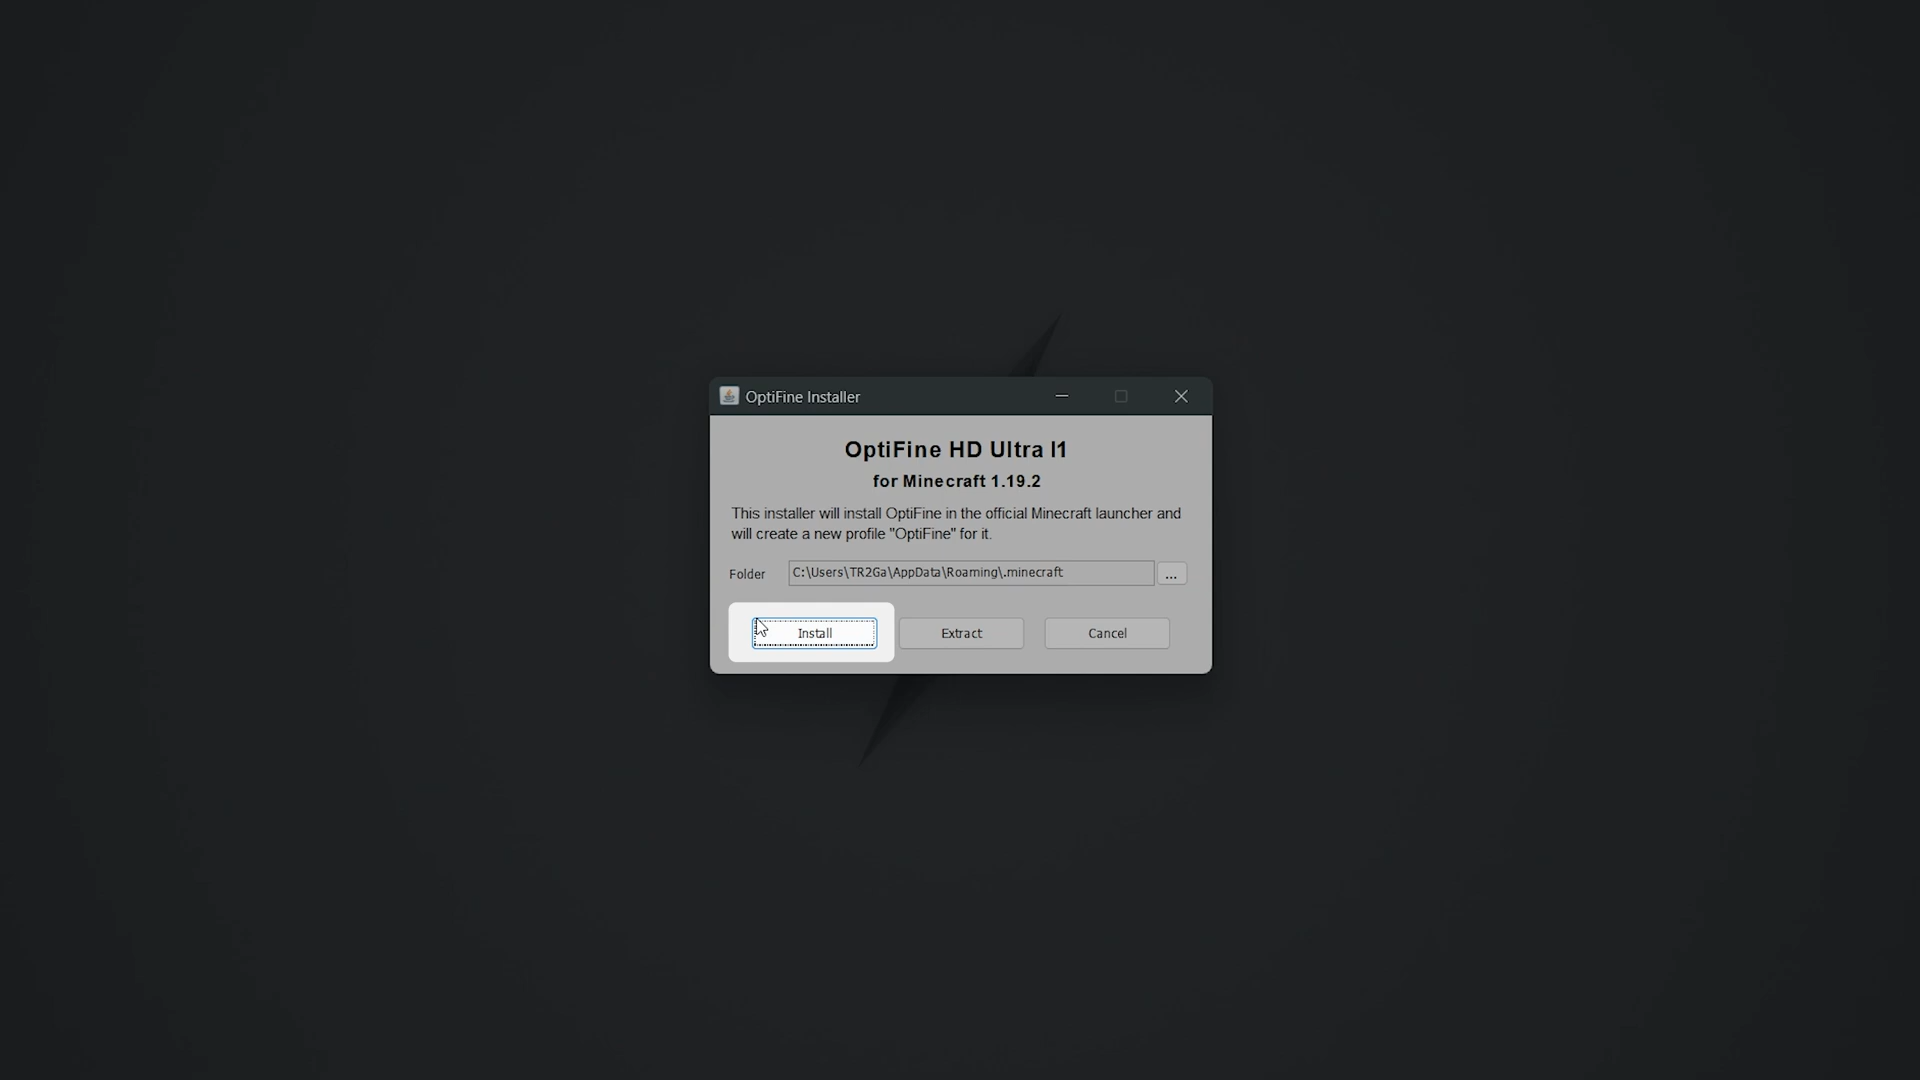 OptiFine Installer
OptiFine HD Ultra I1
for Minecraft 1.19.2
This installer will install OptiFine in the official Minecraft launcher and
will create a new profile "OptiFine" for it.
Folder C:\Users\TR2Ga\AppData\Roaming\.minecraft ...
Install Extract Cancel